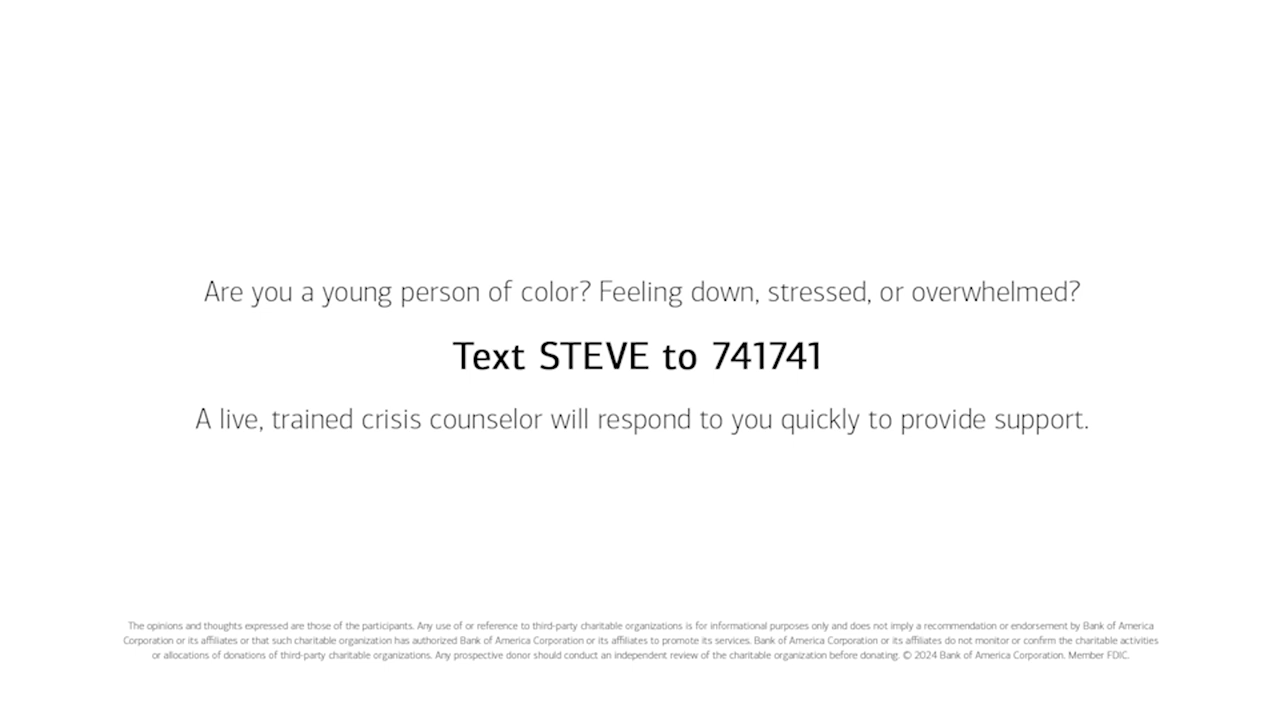 Are you a young person of color? Feeling down, stressed, or overwhelmed?
Text STEVE to 741741
A live, trained crisis counselor will respond to you quickly to provide support.
The opinions and thoughts expressed are those of the participants. Any use of or reference to third-party charitable organizations is for informational purposes only and does not imply a recommendation or endorsement by Bank of America
Corporation or its affiliates or that such charitable organization has authorized Bank of America Corporation or its affiliates to promote its services. Bank of America Corporation or its affiliates do not monitor or confirm the charitable activities
or allocations of donations of third-party charitable organizations. Any prospective donor should conduct an independent review of the charitable organization before donating. © 2024 Bank of America Corporation. Member FDIC.